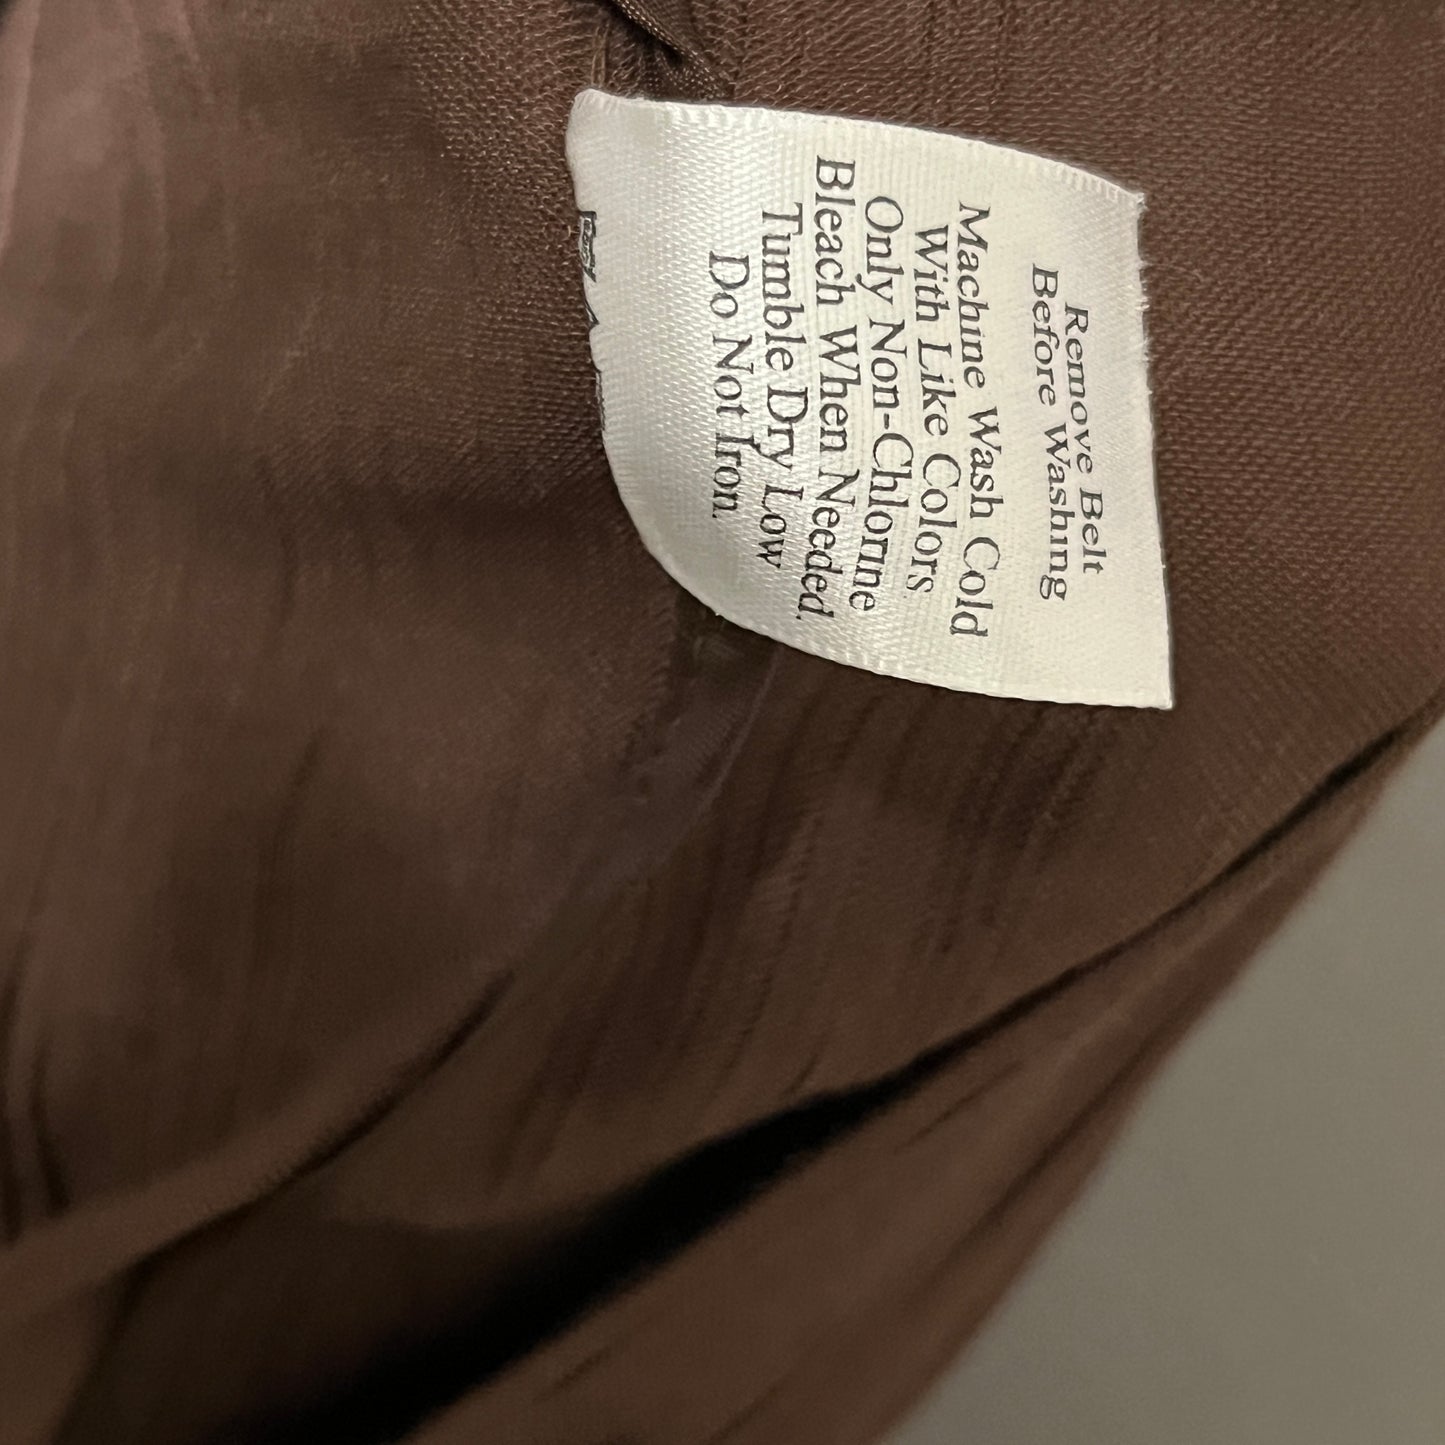 Remove Belt
Before Washing
Machine Wash Cold
With Like Colors
Only Non-Chlorine
Bleach When Needed.
Tumble Dry Low
Do Not Iron.